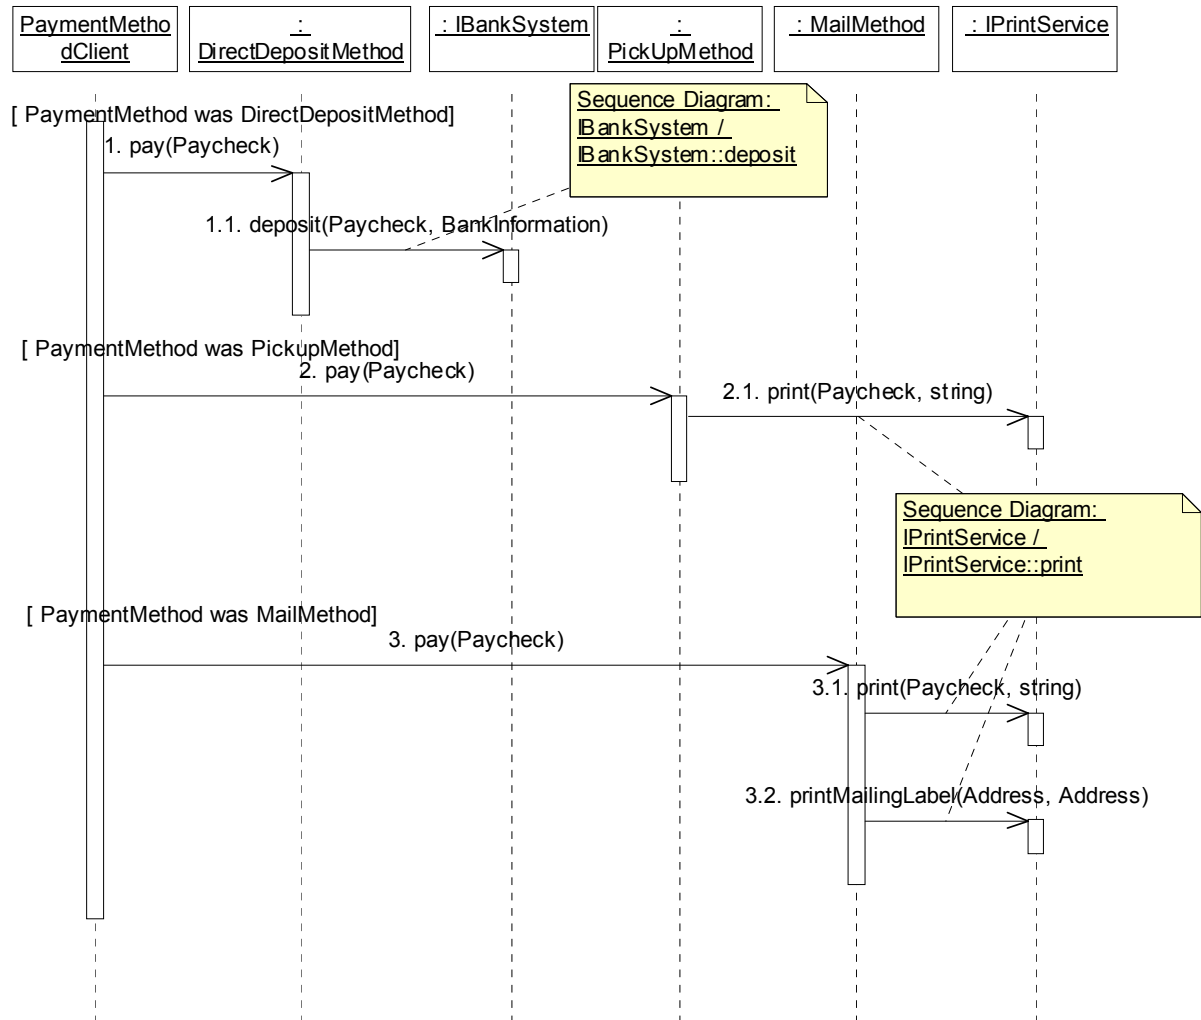 PaymentMetho
dClient
:
DirectDepositMethod
: IBankSystem
:
PickUpMethod
: MailMethod
: IPrintService
[ PaymentMethod was DirectDepositMethod]
Sequence Diagram:
IBankSystem /
IBankSystem::deposit
1. pay(Paycheck)
1.1. deposit(Paycheck, BankInformation)
[ PaymentMethod was PickupMethod]
2. pay(Paycheck)
2.1. print(Paycheck, string)
Sequence Diagram:
IPrintService /
IPrintService::print
[ PaymentMethod was MailMethod]
3. pay(Paycheck)
3.1. print(Paycheck, string)
3.2. printMailingLabel(Address, Address)